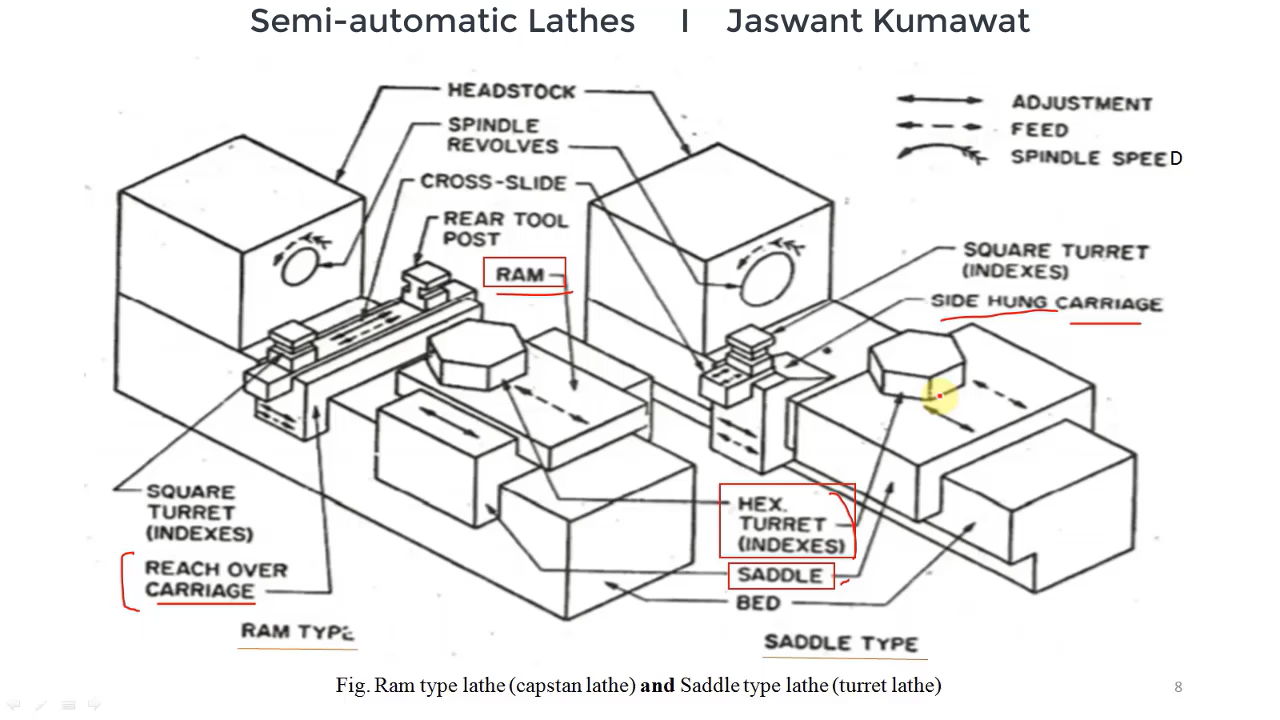 Semi-automatic Lathes I Jaswant Kumawat
HEADSTOCK
SPINDLE
REVOLVES
CROSS-SLIDE
REAR TOOL
POST
RAM
ADJUSTMENT
FEED
SPINDLE SPEED
SQUARE TURRET
(INDEXES)
SIDE HUNG CARRIAGE
SQUARE
TURRET
(INDEXES)
REACH OVER
CARRIAGE
HEX.
TURRET
(INDEXES)
SADDLE
BED
RAM TYPE
SADDLE TYPE
Fig. Ram type lathe (capstan lathe) and Saddle type lathe (turret lathe)
8